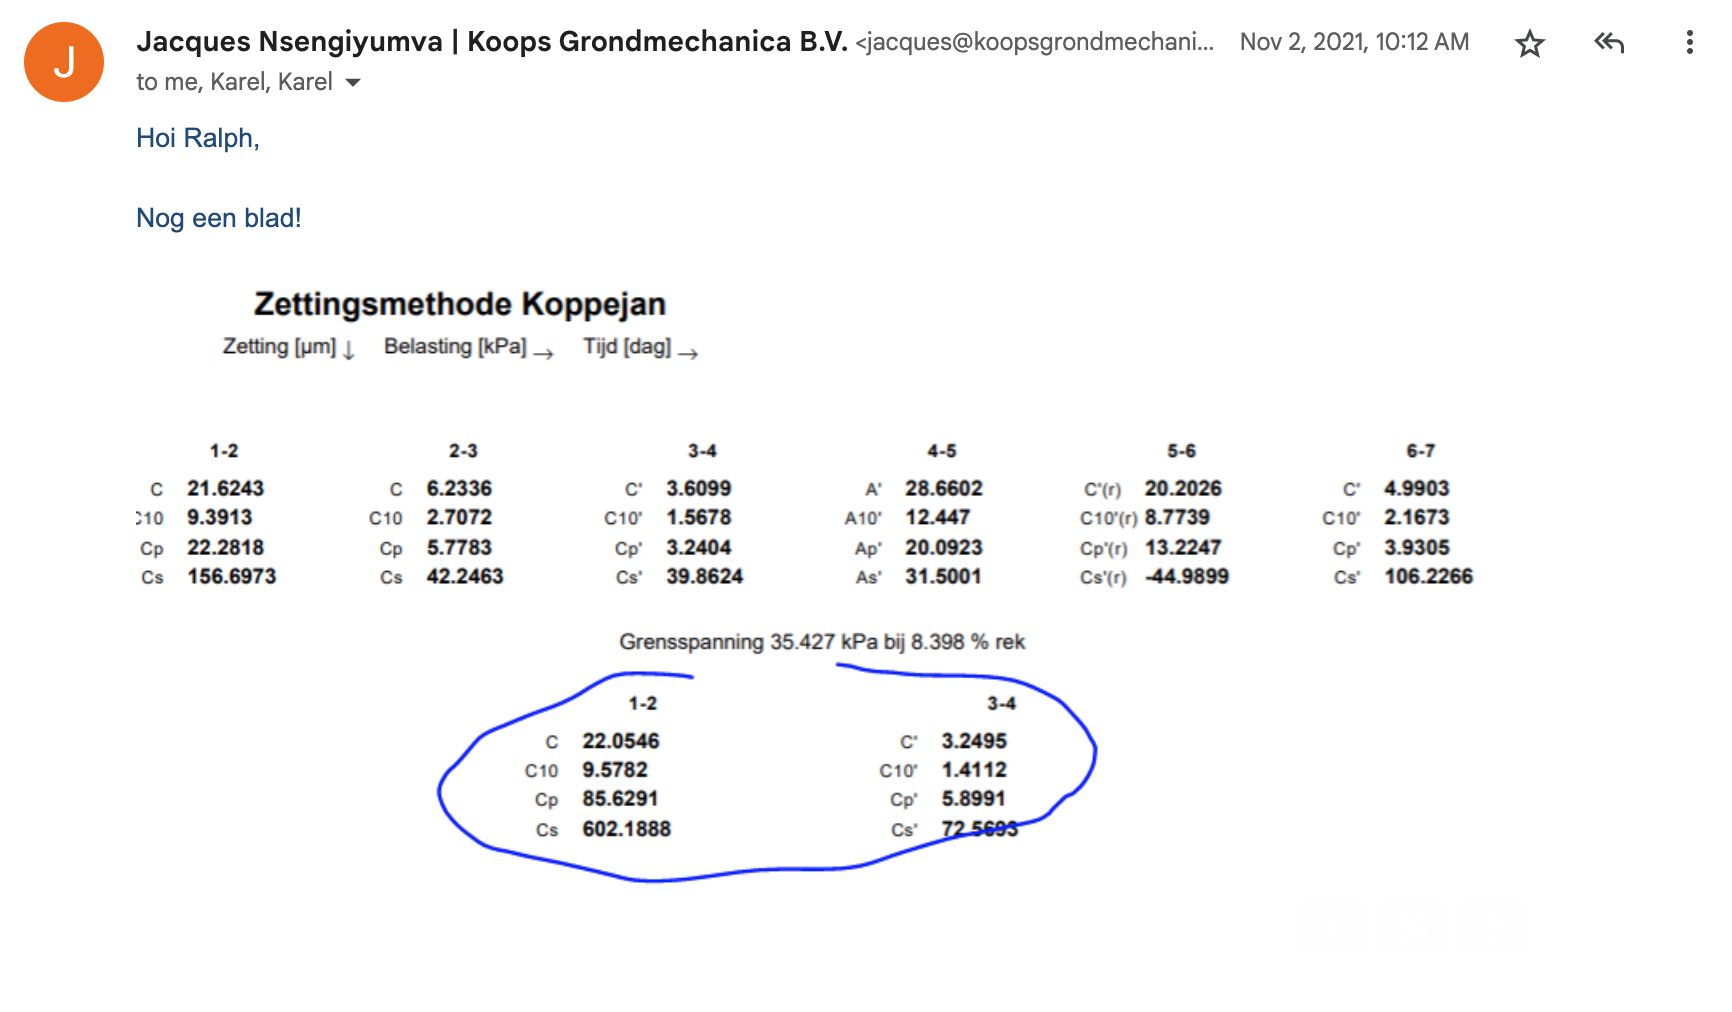 J
Jacques Nsengiyumva | Koops Grondmechanica B.V. <jacques@koopsgrondmechani... Nov 2, 2021, 10:12 AM
to me, Karel, Karel
Hoi Ralph,
Nog een blad!
Zettingsmethode Koppejan
Zetting [µm] ↓ Belasting [kPa] → Tijd [dag] →
1-2 2-3 3-4 4-5 5-6 6-7
C 21.6243 C 6.2336 C' 3.6099 A' 28.6602 C'(r) 20.2026 C' 4.9903
C10 9.3913 C10 2.7072 C10' 1.5678 A10' 12.447 C10'(r) 8.7739 C10' 2.1673
Cp 22.2818 Cp 5.7783 Cp' 3.2404 Ap' 20.0923 Cp'(r) 13.2247 Cp' 3.9305
Cs 156.6973 Cs 42.2463 Cs' 39.8624 As' 31.5001 Cs'(r) -44.9899 Cs' 106.2266
Grensspanning 35.427 kPa bij 8.398 % rek
1-2 3-4
C 22.0546 C' 3.2495
C10 9.5782 C10' 1.4112
Cp 85.6291 Cp' 5.8991
Cs 602.1888 Cs' 72.5693